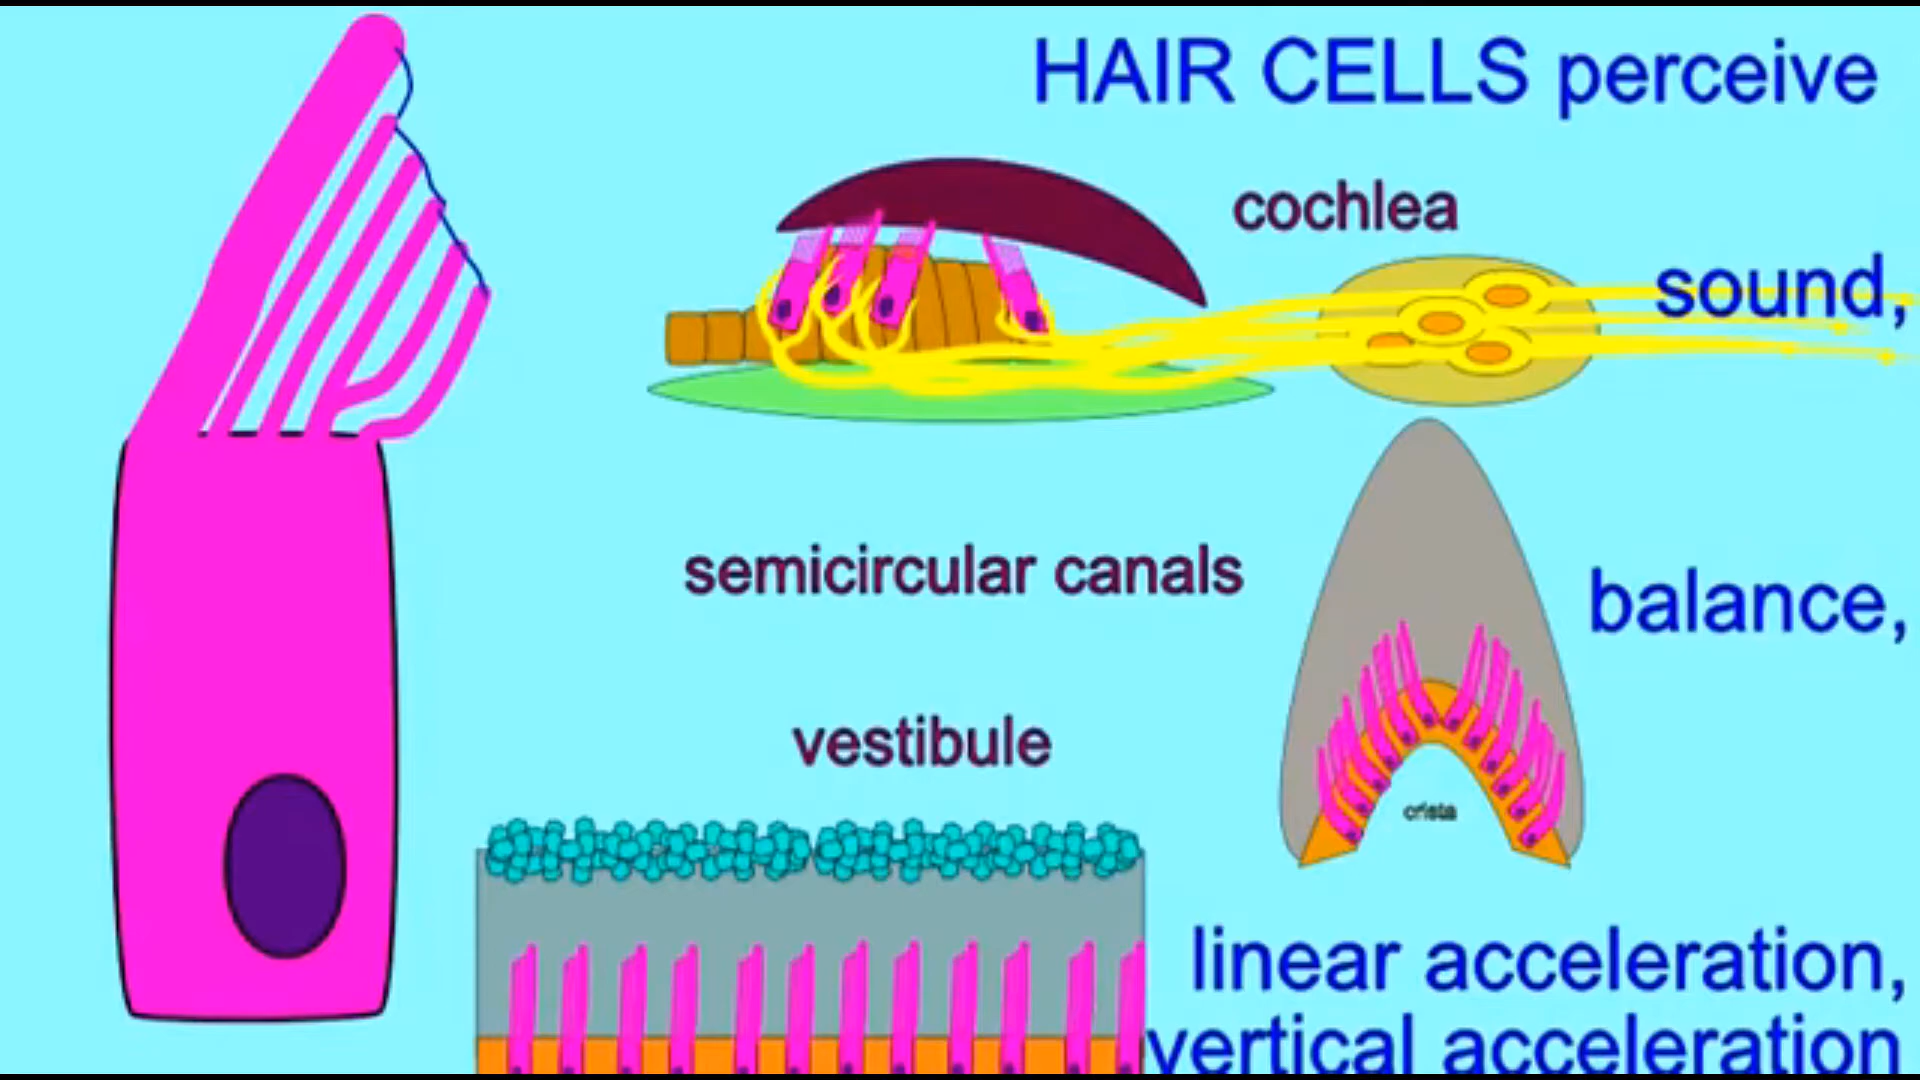 HAIR CELLS perceive
cochlea
sound,
semicircular canals
balance,
vestibule
crista
linear acceleration,
vertical acceleration